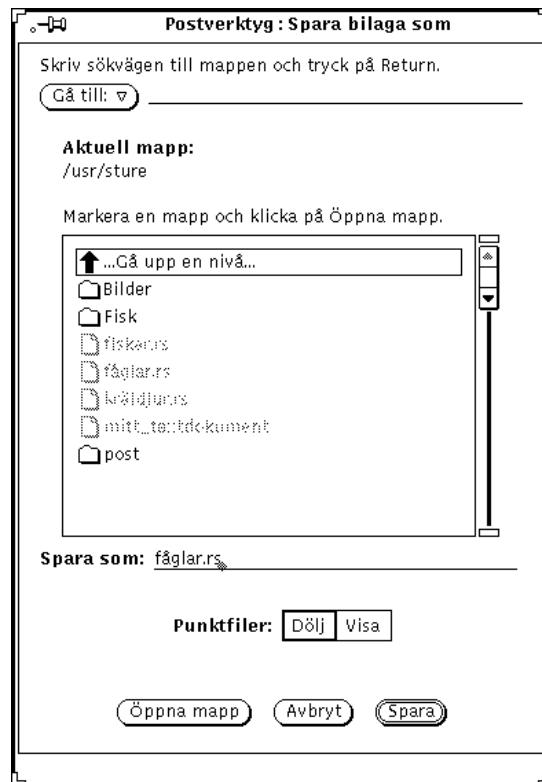 Postverktyg : Spara bilaga som
Skriv sökvägen till mappen och tryck på Return.
Gå till:
Aktuell mapp:
/usr/sture
Markera en mapp och klicka på Öppna mapp.
...Gå upp en nivå...
Bilder
Fisk
fiskar.rs
fåglar.rs
kräldjur.rs
mitt_textdokument
post
Spara som: fåglar.rs
Punktfiler: Dölj Visa
Öppna mapp Avbryt Spara